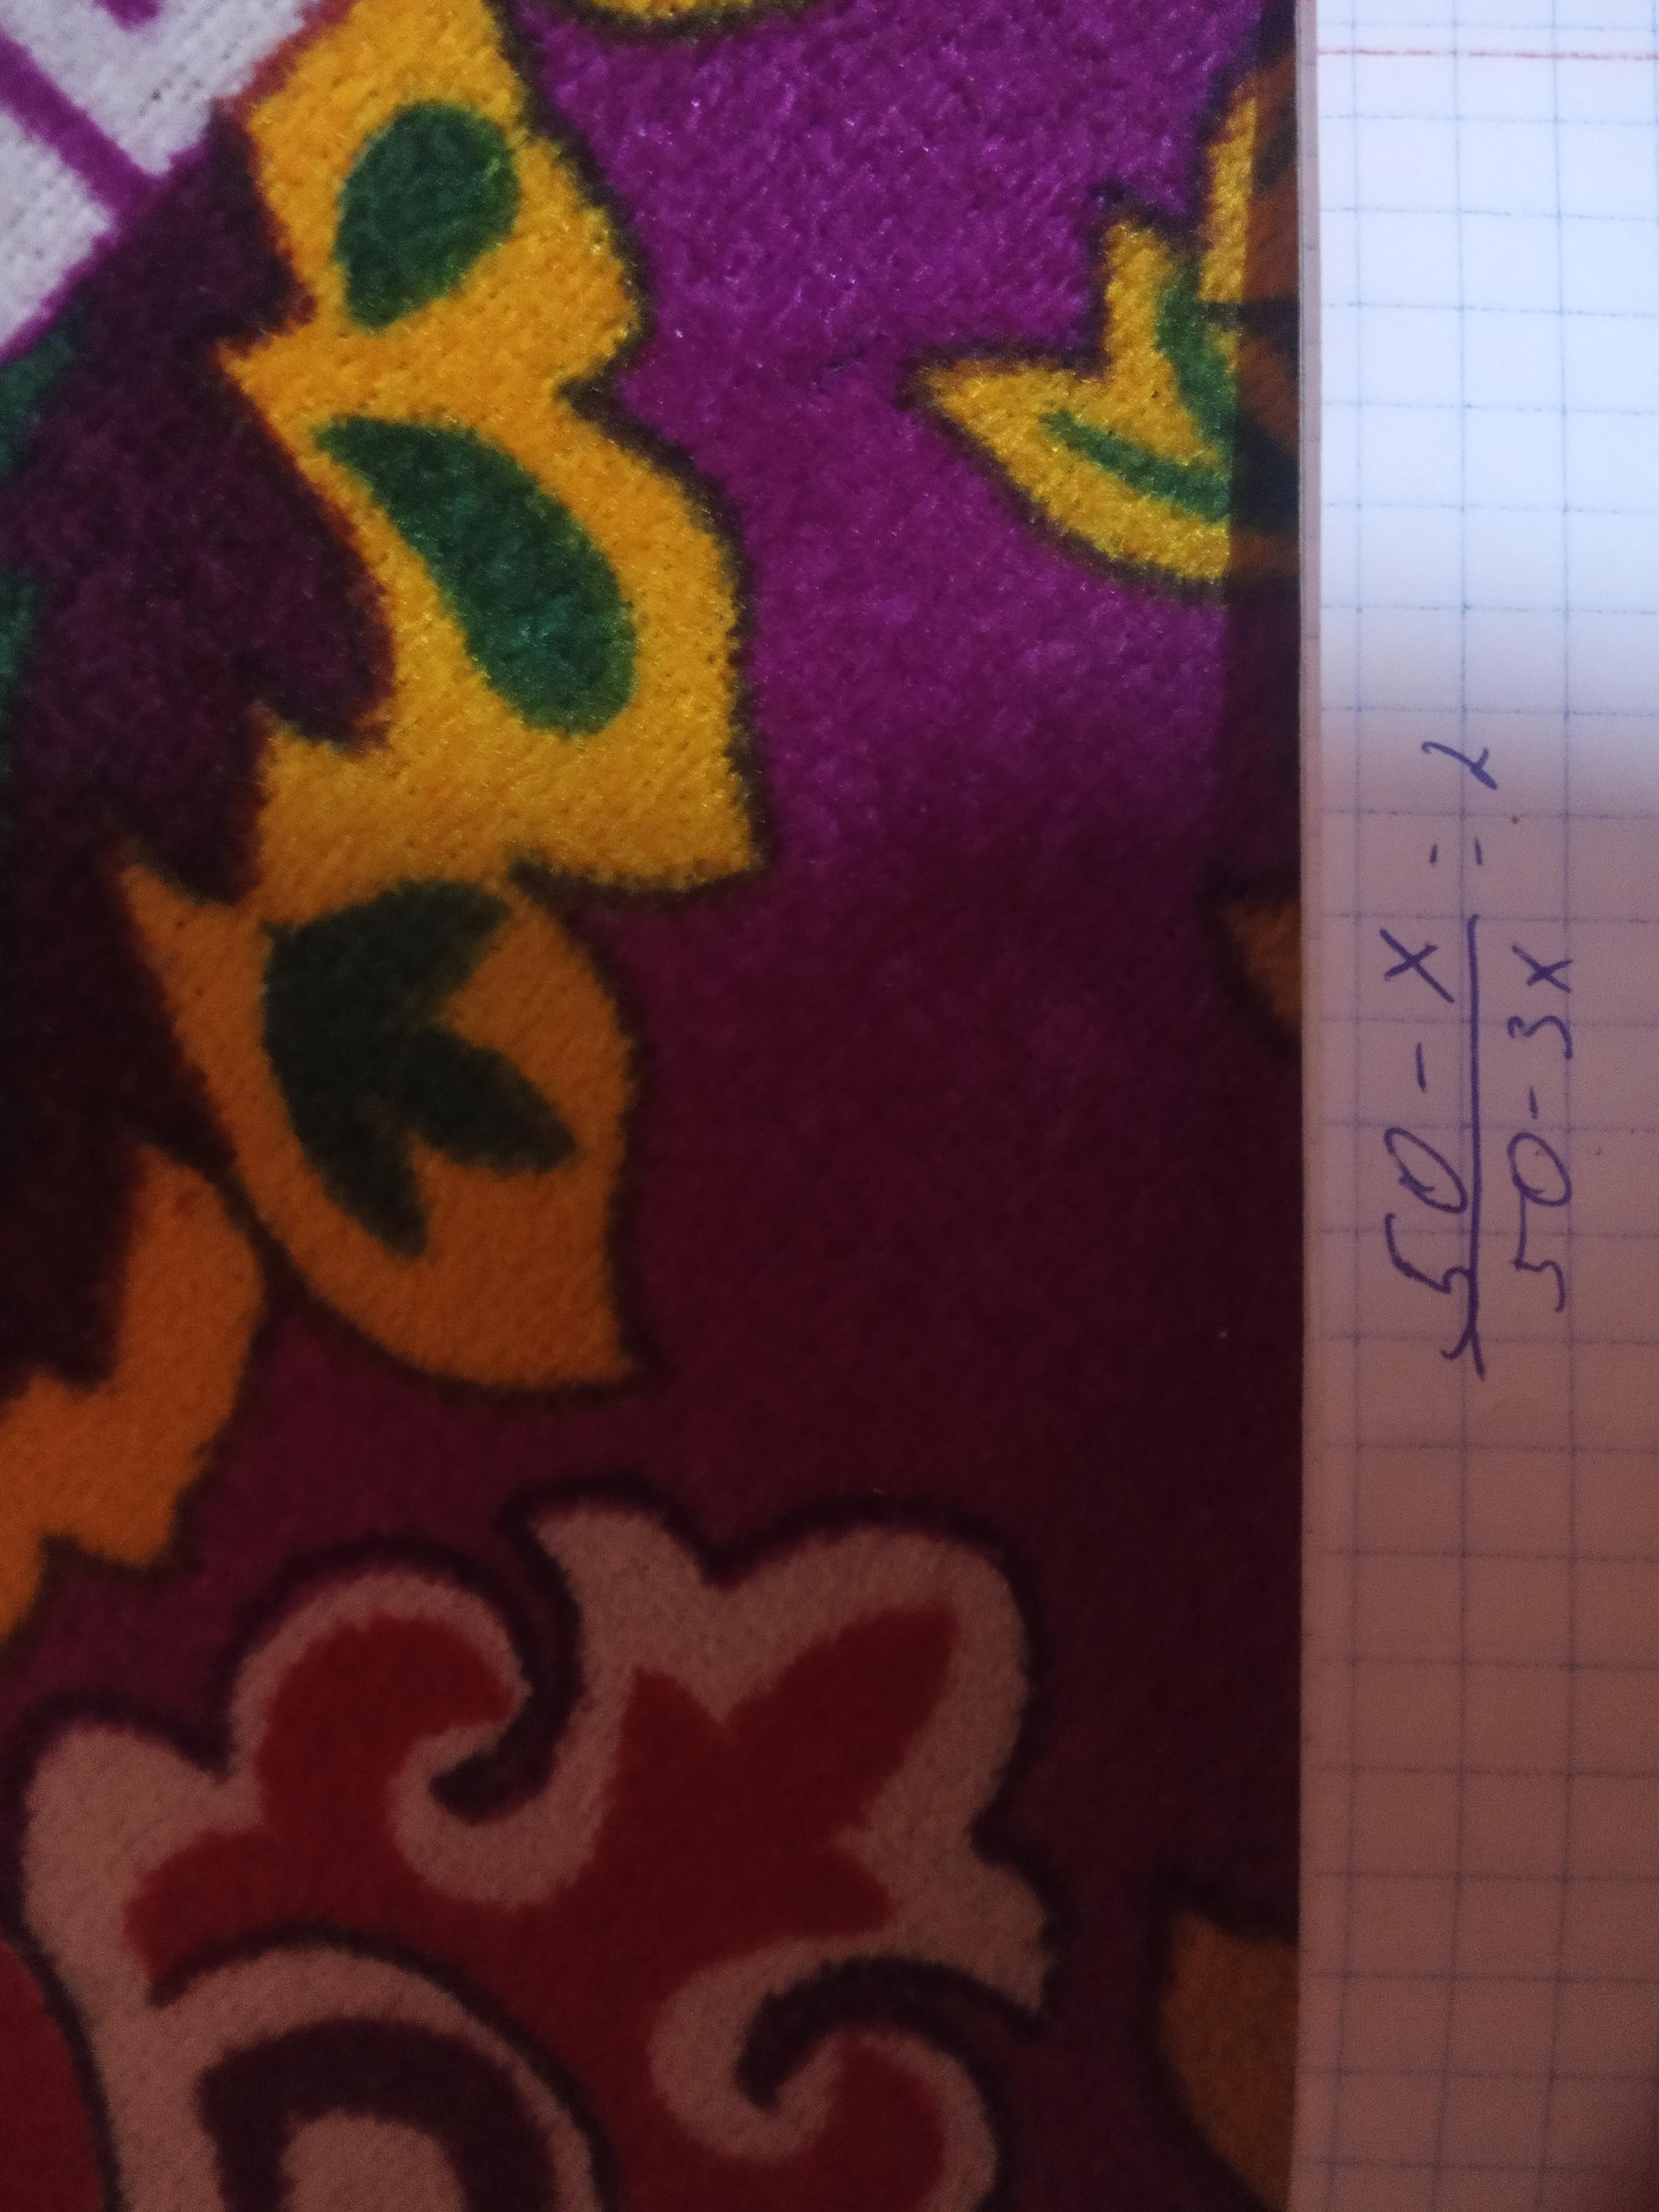 50 - x
50 - 3x = 2